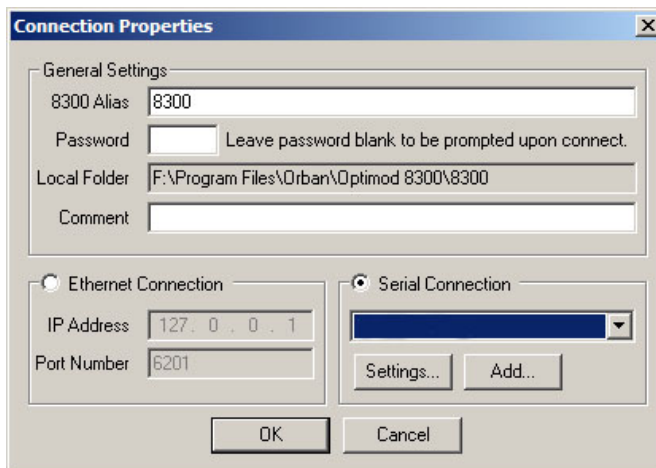 Connection Properties
General Settings
8300 Alias 8300
Password Leave password blank to be prompted upon connect.
Local Folder F:\Program Files\Orban\Optimod 8300\8300
Comment
Ethernet Connection
IP Address 127. 0 . 0 . 1
Port Number 6201
Serial Connection
Settings... Add...
OK Cancel